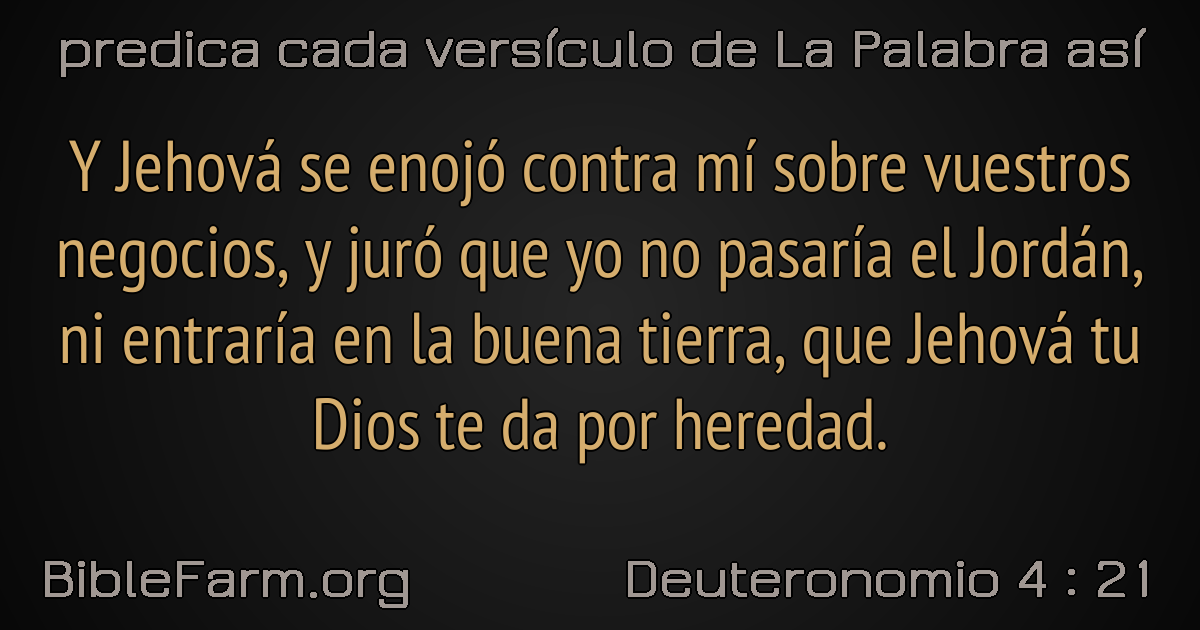 predica cada versículo de La Palabra así
Y Jehová se enojó contra mí sobre vuestros
negocios, y juró que yo no pasaría el Jordán,
ni entraría en la buena tierra, que Jehová tu
Dios te da por heredad.
BibleFarm.org
Deuteronomio 4 : 21